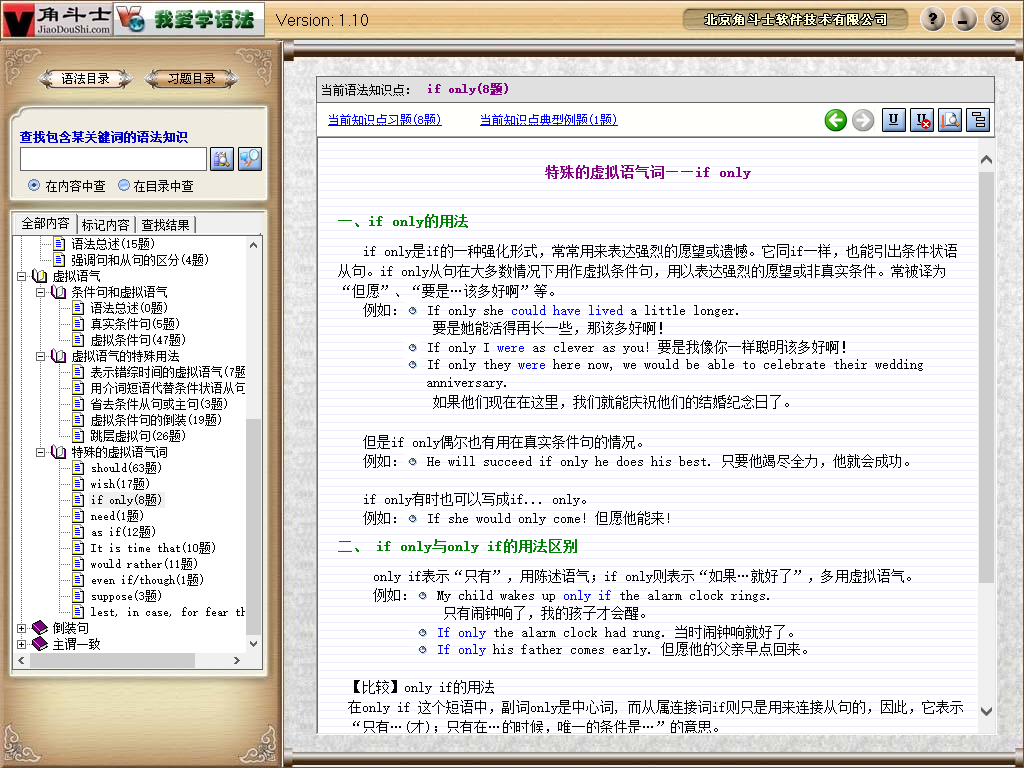 角斗士
JiaoDouShi.com
我爱学语法
Version: 1.10
北京角斗士软件技术有限公司
语法目录
习题目录
查找包含某关键词的语法知识
在内容中查 在目录中查
全部内容 标记内容 查找结果
语法总述(15题)
强调句和从句的区分(4题)
虚拟语气
条件句和虚拟语气
语法总述(0题)
真实条件句(5题)
虚拟条件句(47题)
虚拟语气的特殊用法
表示错综时间的虚拟语气(7题
用介词短语代替条件状语从句
省去条件从句或主句(3题)
虚拟条件句的倒装(19题)
跳层虚拟句(26题)
特殊的虚拟语气词
should(63题)
wish(17题)
if only(8题)
need(1题)
as if(12题)
It is time that(10题)
would rather(11题)
even if/though(1题)
suppose(3题)
lest, in case, for fear th
倒装句
主谓一致
当前语法知识点： if only(8题)
当前知识点习题(8题) 当前知识点典型例题(1题)
特殊的虚拟语气词——if only
一、if only的用法
if only是if的一种强化形式，常常用来表达强烈的愿望或遗憾。它同if一样，也能引出条件状语
从句。if only从句在大多数情况下用作虚拟条件句，用以表达强烈的愿望或非真实条件。常被译为
“但愿”、“要是…该多好啊”等。
例如： If only she could have lived a little longer.
要是她能活得再长一些，那该多好啊！
If only I were as clever as you! 要是我像你一样聪明该多好啊！
If only they were here now, we would be able to celebrate their wedding
anniversary.
如果他们现在在这里，我们就能庆祝他们的结婚纪念日了。
但是if only偶尔也有用在真实条件句的情况。
例如： He will succeed if only he does his best. 只要他竭尽全力，他就会成功。
if only有时也可以写成if... only。
例如： If she would only come! 但愿他能来！
二、 if only与only if的用法区别
only if表示“只有”，用陈述语气；if only则表示“如果…就好了”，多用虚拟语气。
例如： My child wakes up only if the alarm clock rings.
只有闹钟响了，我的孩子才会醒。
If only the alarm clock had rung. 当时闹钟响就好了。
If only his father comes early. 但愿他的父亲早点回来。
【比较】only if的用法
在only if 这个短语中，副词only是中心词，而从属连接词if则只是用来连接从句的，因此，它表示
“只有…(才)；只有在…的时候，唯一的条件是…”的意思。